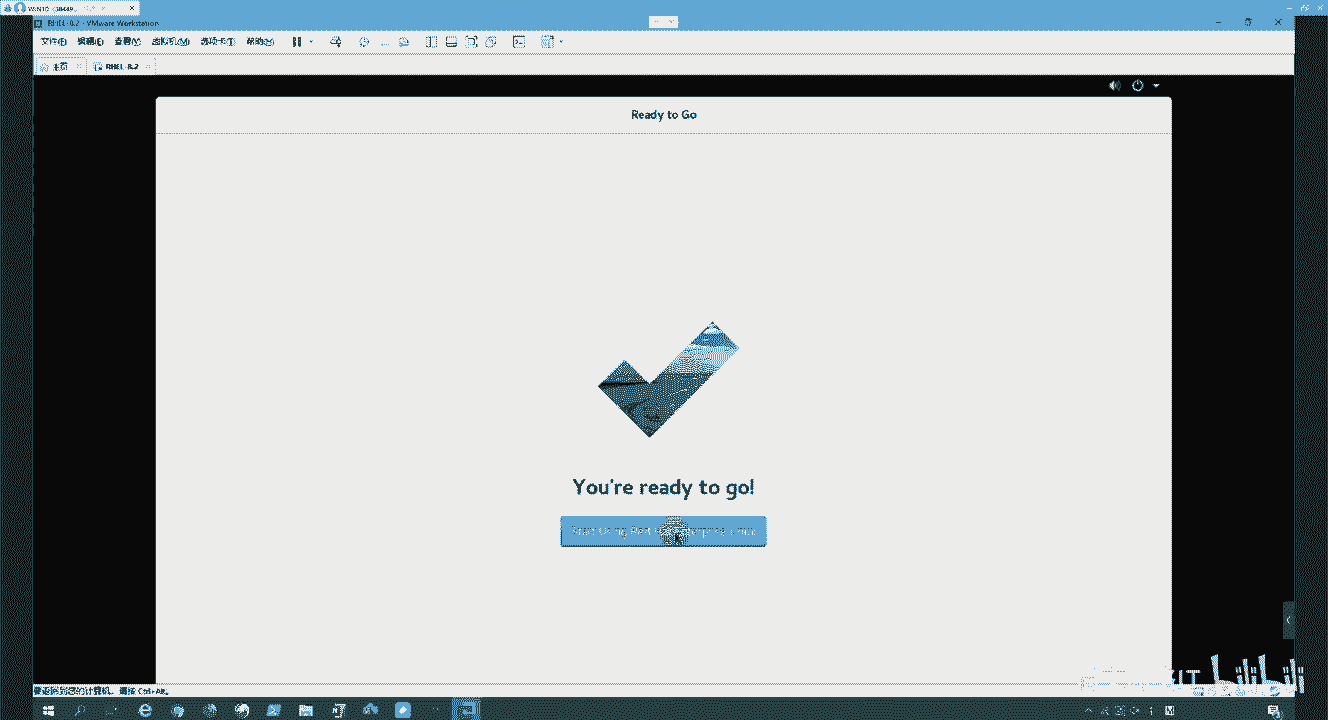 RHEL-8.2 - VMware Workstation
文件(F) 编辑(E) 查看(V) 虚拟机(M) 选项卡(T) 帮助(H)
主页 RHEL-8.2
Ready to Go
You're ready to go!
Start Using Red Hat Enterprise Linux
要返回到您的计算机，请按 Ctrl+Alt。
bilibili